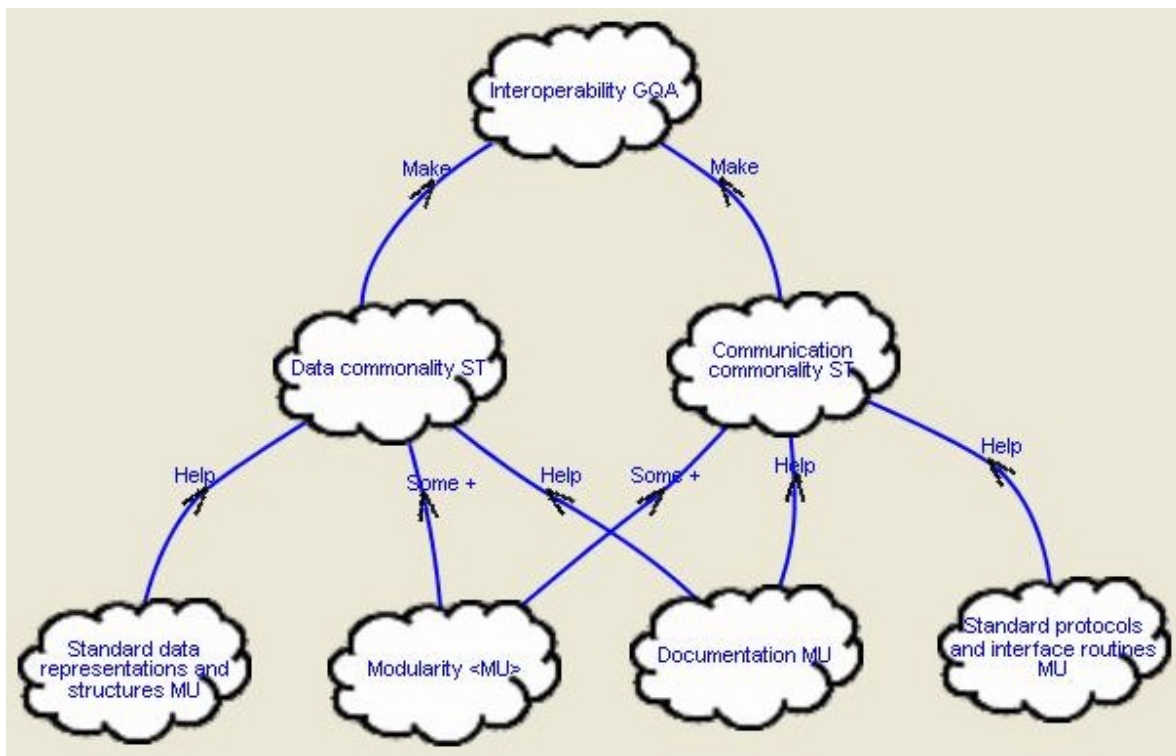 Interoperability GQA
Make
Make
Data commonality ST
Communication
commonality ST
Help
Some +
Help
Some +
Help
Help
Standard data
representations and
structures MU
Modularity <MU>
Documentation MU
Standard protocols
and interface routines
MU